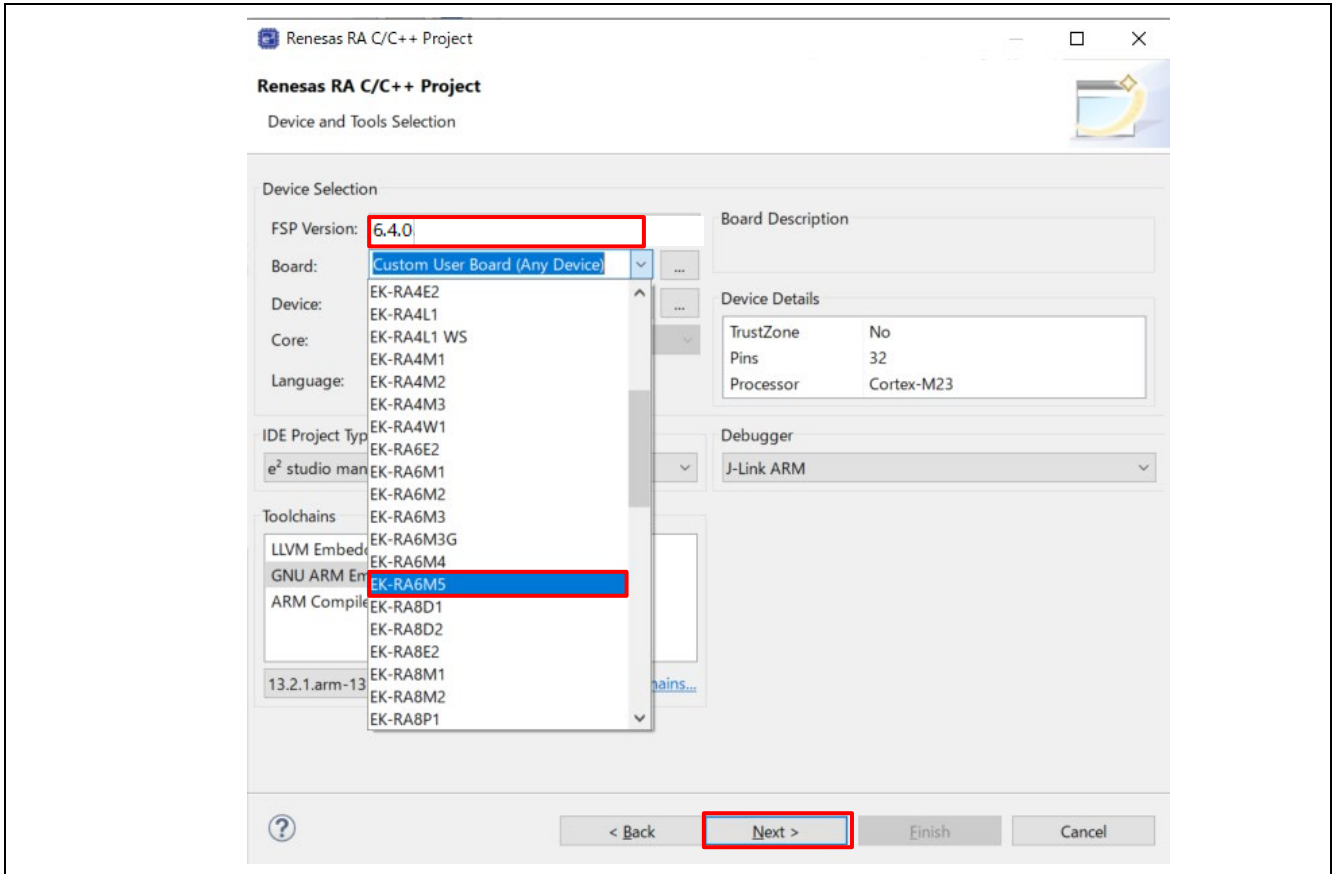 Renesas RA C/C++ Project
Renesas RA C/C++ Project
Device and Tools Selection
Device Selection
FSP Version: 6.4.0
Board: Custom User Board (Any Device) ...
Device: ...
Core:
Language:
EK-RA4E2
EK-RA4L1
EK-RA4L1 WS
EK-RA4M1
EK-RA4M2
EK-RA4M3
EK-RA4W1
EK-RA6E2
EK-RA6M1
EK-RA6M2
EK-RA6M3
EK-RA6M3G
EK-RA6M4
EK-RA6M5
EK-RA8D1
EK-RA8D2
EK-RA8E2
EK-RA8M1
EK-RA8M2
EK-RA8P1
Board Description
Device Details
TrustZone No
Pins 32
Processor Cortex-M23
IDE Project Typ
e² studio man
Debugger
J-Link ARM
Toolchains
LLVM Embed
GNU ARM Em
ARM Compile
13.2.1.arm-13
hains...
?
< Back
Next >
Finish
Cancel